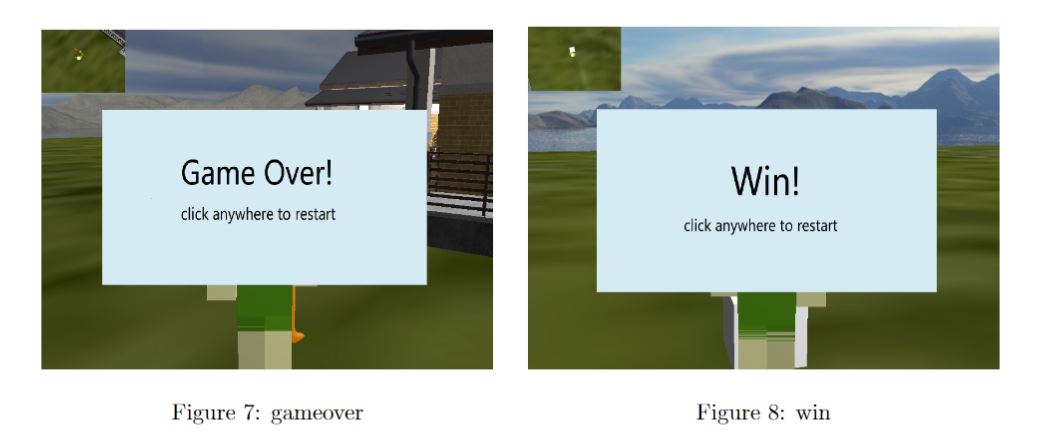 Game Over!
click anywhere to restart
Win!
click anywhere to restart
Figure 7: gameover
Figure 8: win